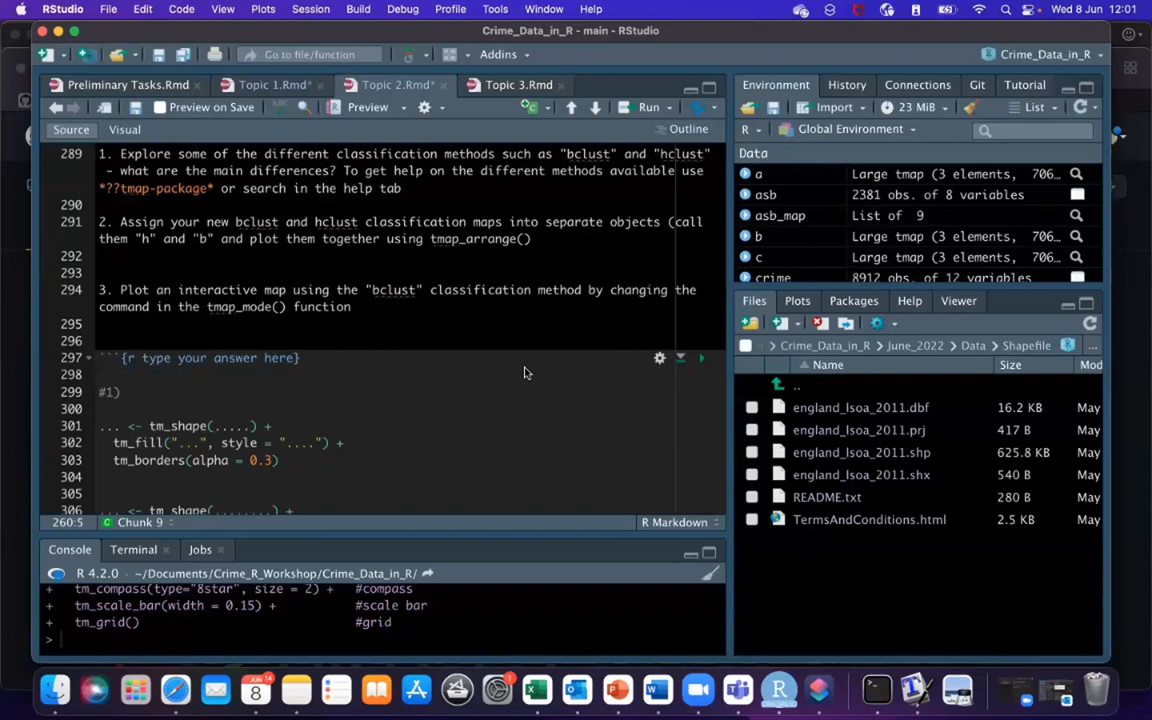 RStudio File Edit Code View Plots Session Build Debug Profile Tools Window Help Wed 8 Jun 12:01
Crime_Data_in_R - main - RStudio
Go to file/function Addins Crime_Data_in_R
Preliminary Tasks.Rmd Topic 1.Rmd* Topic 2.Rmd* Topic 3.Rmd
Preview on Save Preview Run
Source Visual Outline
289 1. Explore some of the different classification methods such as "bclust" and "hclust"
- what are the main differences? To get help on the different methods available use
*??tmap-package* or search in the help tab
290
291 2. Assign your new bclust and hclust classification maps into separate objects (call
them "h" and "b" and plot them together using tmap_arrange()
292
293
294 3. Plot an interactive map using the "bclust" classification method by changing the
command in the tmap_mode() function
295
296
297 ```{r type your answer here}
298
299 #1)
300
301 ... <- tm_shape(.....) +
302 tm_fill("...", style = "....") +
303 tm_borders(alpha = 0.3)
304
305
306 ... <- tm_shape(........) +
260:5 Chunk 9 R Markdown
Console Terminal Jobs
R 4.2.0 · ~/Documents/Crime_R_Workshop/Crime_Data_in_R/
+ tm_compass(type="8star", size = 2) + #compass
+ tm_scale_bar(width = 0.15) + #scale bar
+ tm_grid() #grid
>
Environment History Connections Git Tutorial
Import 23 MiB List
R Global Environment
Data
a Large tmap (3 elements, 706…
asb 2381 obs. of 8 variables
asb_map List of 9
b Large tmap (3 elements, 706…
c Large tmap (3 elements, 706…
crime 8912 obs. of 12 variables
Files Plots Packages Help Viewer
Crime_Data_in_R June_2022 Data Shapefile ...
Name Size Mod
..
england_lsoa_2011.dbf 16.2 KB May
england_lsoa_2011.prj 417 B May
england_lsoa_2011.shp 625.8 KB May
england_lsoa_2011.shx 540 B May
README.txt 280 B May
TermsAndConditions.html 2.5 KB May